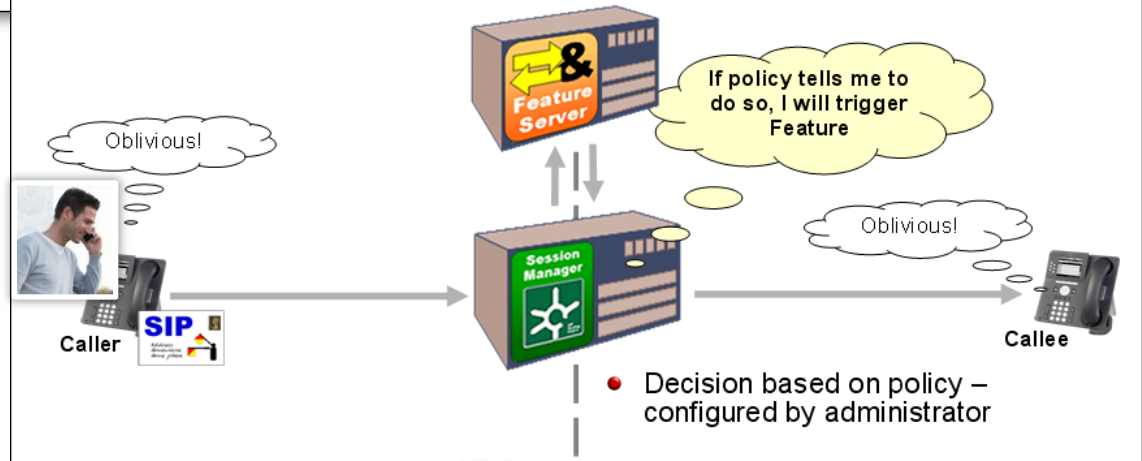 &
Feature
Server
If policy tells me to
do so, I will trigger
Feature
Oblivious!
Oblivious!
Session
Manager
SIP
Caller
Callee
Decision based on policy –
configured by administrator